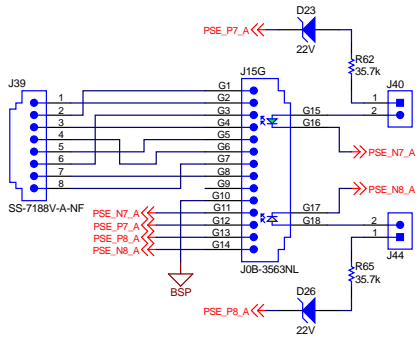 D23
PSE_P7_A
22V
R62
35.7k
J39
J15G
J40
1
2
3
4
5
6
7
8
G1
G2
G3
G4
G5
G6
G7
G8
G9
G10
G11
G12
G13
G14
G15
G16
G17
G18
1
2
PSE_N7_A
PSE_N8_A
SS-7188V-A-NF
PSE_N7_A
PSE_P7_A
PSE_P8_A
PSE_N8_A
2
1
J0B-3563NL
J44
BSP
R65
35.7k
D26
PSE_P8_A
22V